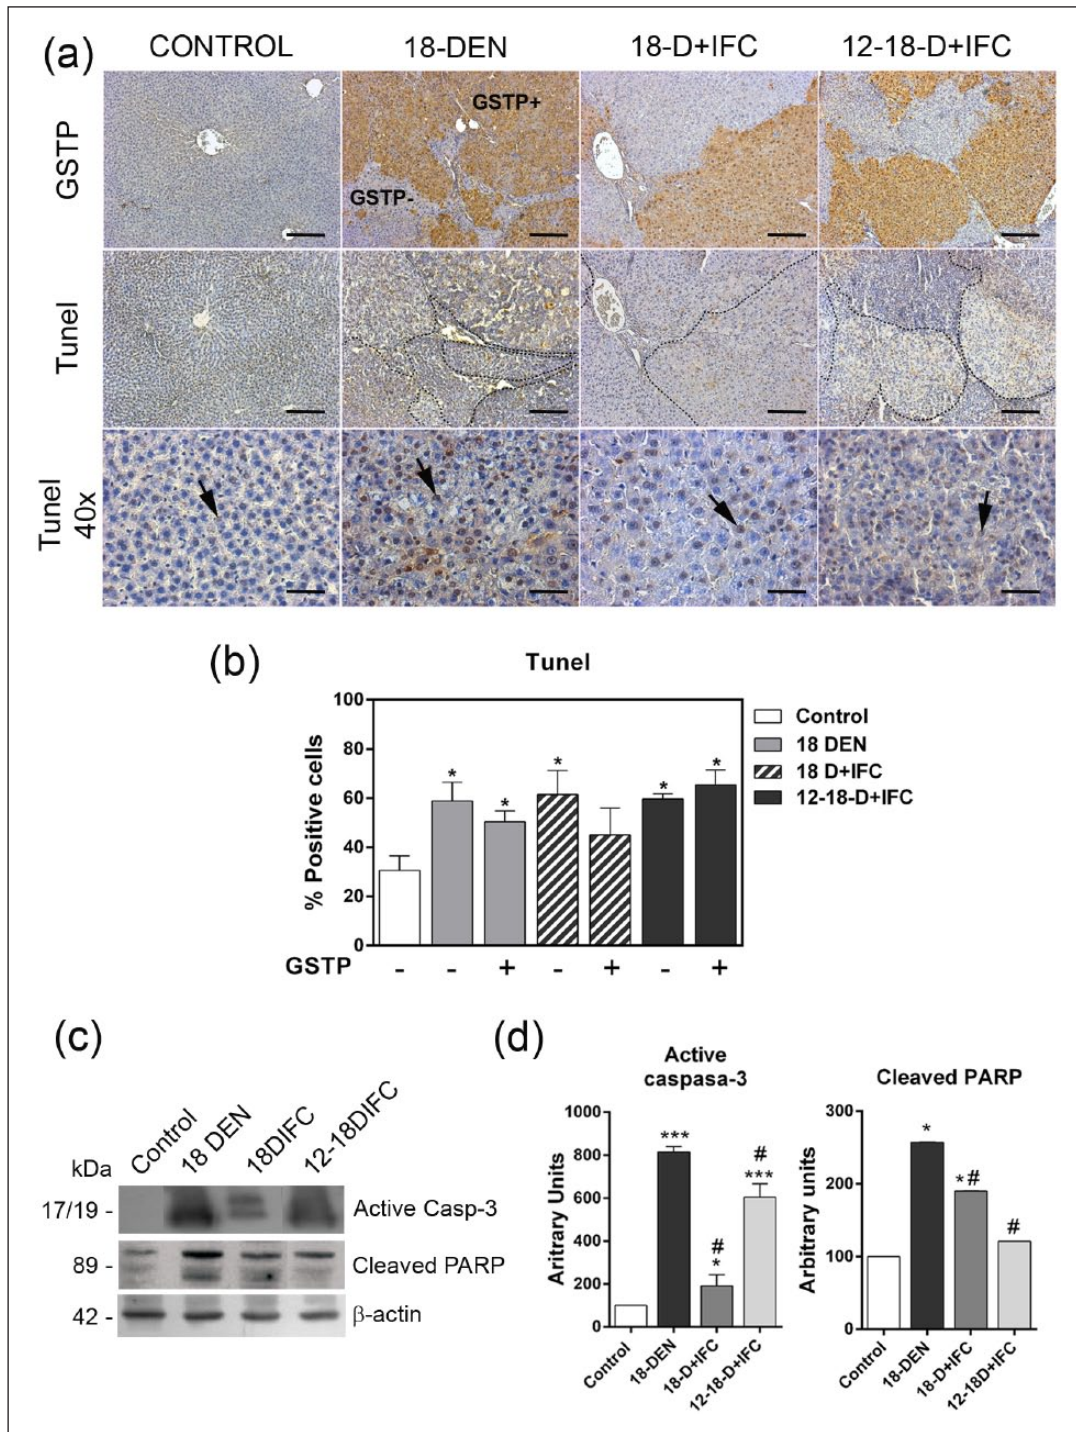 (a)
CONTROL 18-DEN 18-D+IFC 12-18-D+IFC
GSTP
GSTP+
GSTP-
Tunel
Tunel
40x
(b)
Tunel
% Positive cells
100
80
60
40
20
0
* * * * *
GSTP - - + - + - +
Control
18 DEN
18 D+IFC
12-18-D+IFC
(c)
kDa
Control
18 DEN
18DIFC
12-18DIFC
17/19 - Active Casp-3
89 - Cleaved PARP
42 - β-actin
(d)
Active
caspasa-3
Aritrary Units
1000
800
600
400
200
0
***
#
*
#
***
Control
18-DEN
18-D+IFC
12-18-D+IFC
Cleaved PARP
Arbitrary units
300
200
100
0
*
*#
#
Control
18-DEN
18-D+IFC
12-18D+IFC